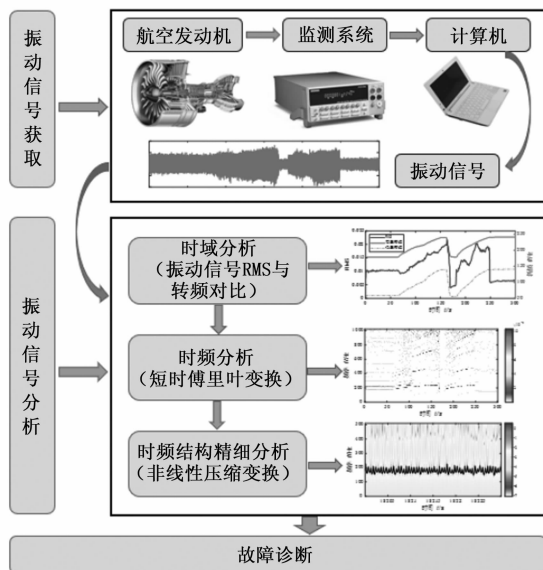 振动信号获取
航空发动机
监测系统
计算机
振动信号
振动信号分析
时域分析
（振动信号RMS与
转频对比）
时频分析
（短时傅里叶变换）
时频结构精细分析
（非线性压缩变换）
故障诊断